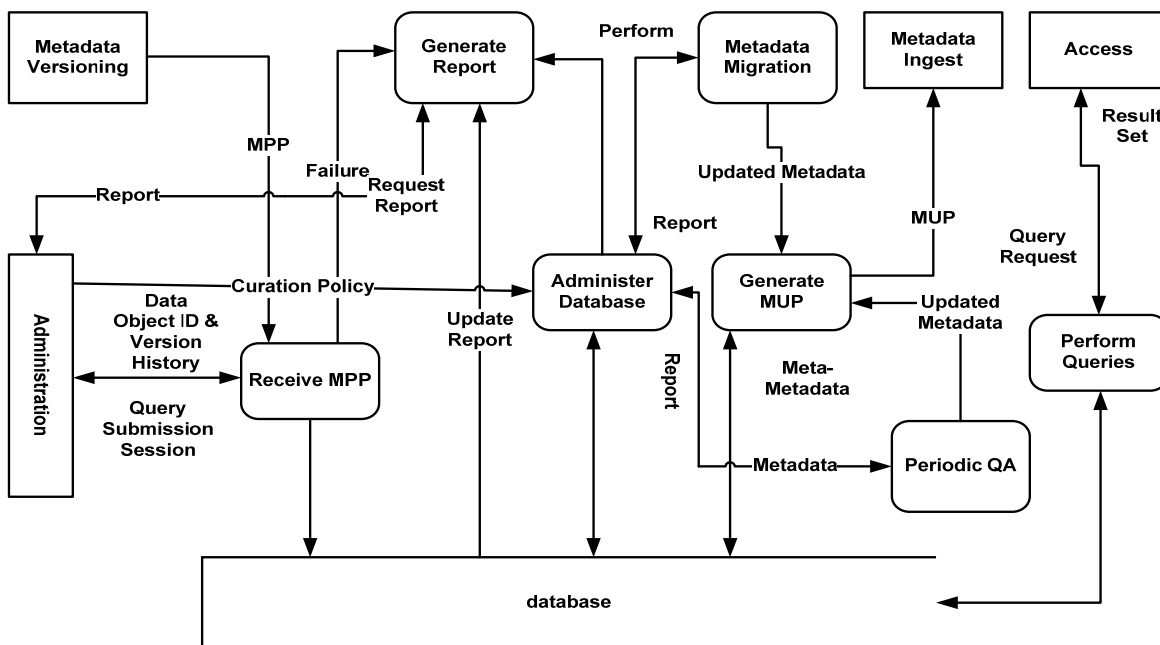 Metadata
Versioning
Generate
Report
Perform
Metadata
Migration
Metadata
Ingest
Access
Result
Set
MPP
Failure
Request
Report
Report
Updated Metadata
Report
MUP
Query
Request
Administration
Curation Policy
Data
Object ID &
Version
History
Query
Submission
Session
Receive MPP
Update
Report
Administer
Database
Report
Generate
MUP
Meta-
Metadata
Updated
Metadata
Perform
Queries
Metadata
Periodic QA
database